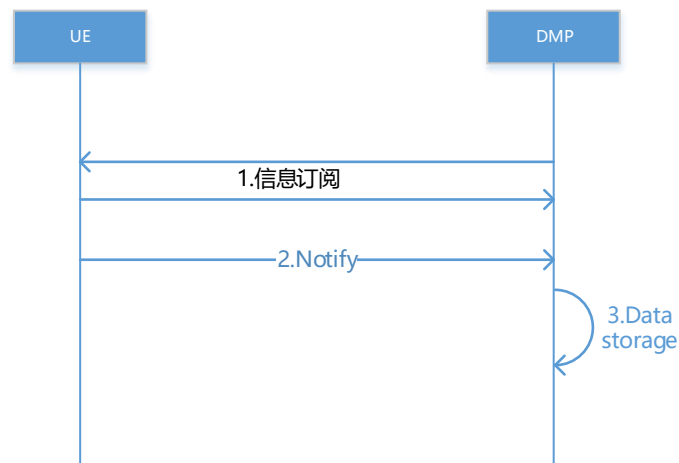 UE
DMP
1.信息订阅
2.Notify
3.Data
storage